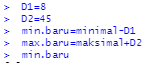 > D1=8
> D2=45
> min.baru=minimal-D1
> max.baru=maksimal+D2
> min.baru